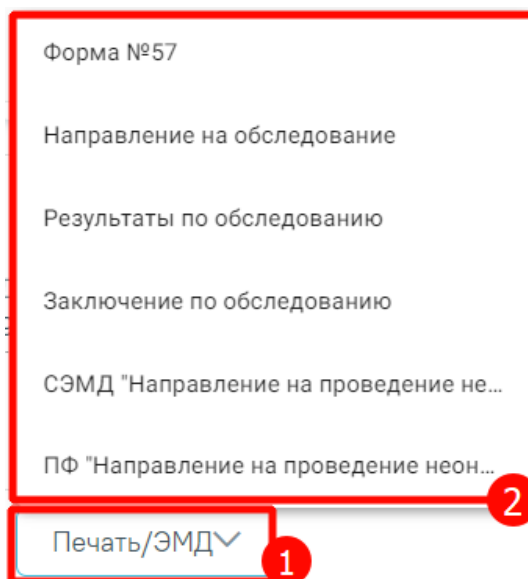 Форма №57
Направление на обследование
Результаты по обследованию
Заключение по обследованию
СЭМД "Направление на проведение не...
ПФ "Направление на проведение неон...
2
Печать/ЭМД
1